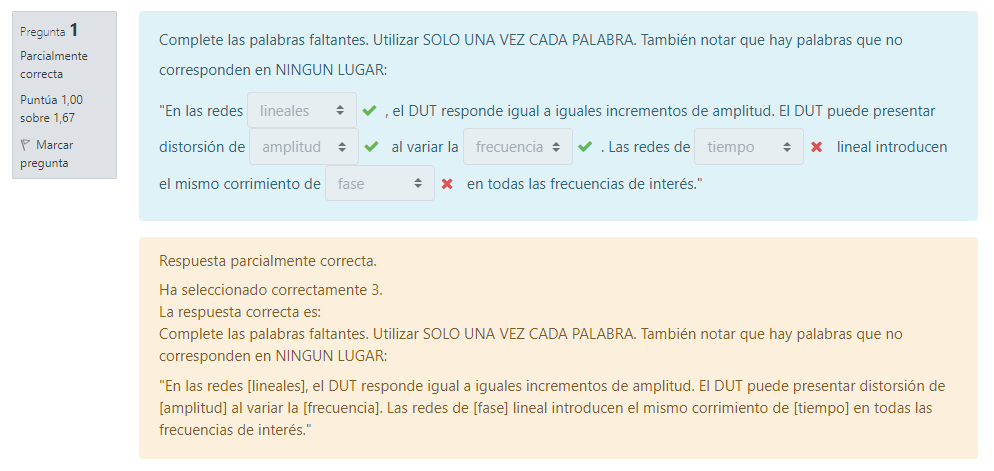 Pregunta 1
Parcialmente
correcta
Puntúa 1,00
sobre 1,67
Marcar
pregunta
Complete las palabras faltantes. Utilizar SOLO UNA VEZ CADA PALABRA. También notar que hay palabras que no
corresponden en NINGUN LUGAR:
"En las redes lineales , el DUT responde igual a iguales incrementos de amplitud. El DUT puede presentar
distorsión de amplitud al variar la frecuencia . Las redes de tiempo lineal introducen
el mismo corrimiento de fase en todas las frecuencias de interés."
Respuesta parcialmente correcta.
Ha seleccionado correctamente 3.
La respuesta correcta es:
Complete las palabras faltantes. Utilizar SOLO UNA VEZ CADA PALABRA. También notar que hay palabras que no
corresponden en NINGUN LUGAR:
"En las redes [lineales], el DUT responde igual a iguales incrementos de amplitud. El DUT puede presentar distorsión de
[amplitud] al variar la [frecuencia]. Las redes de [fase] lineal introducen el mismo corrimiento de [tiempo] en todas las
frecuencias de interés."